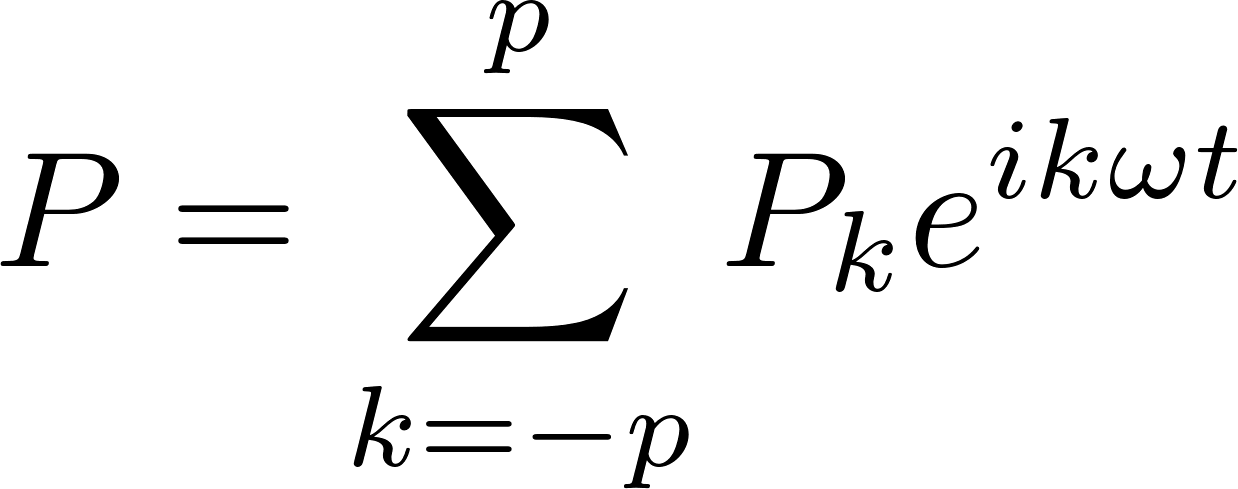 P = \sum_{k=-p}^{p} P_k e^{ik\omega t}